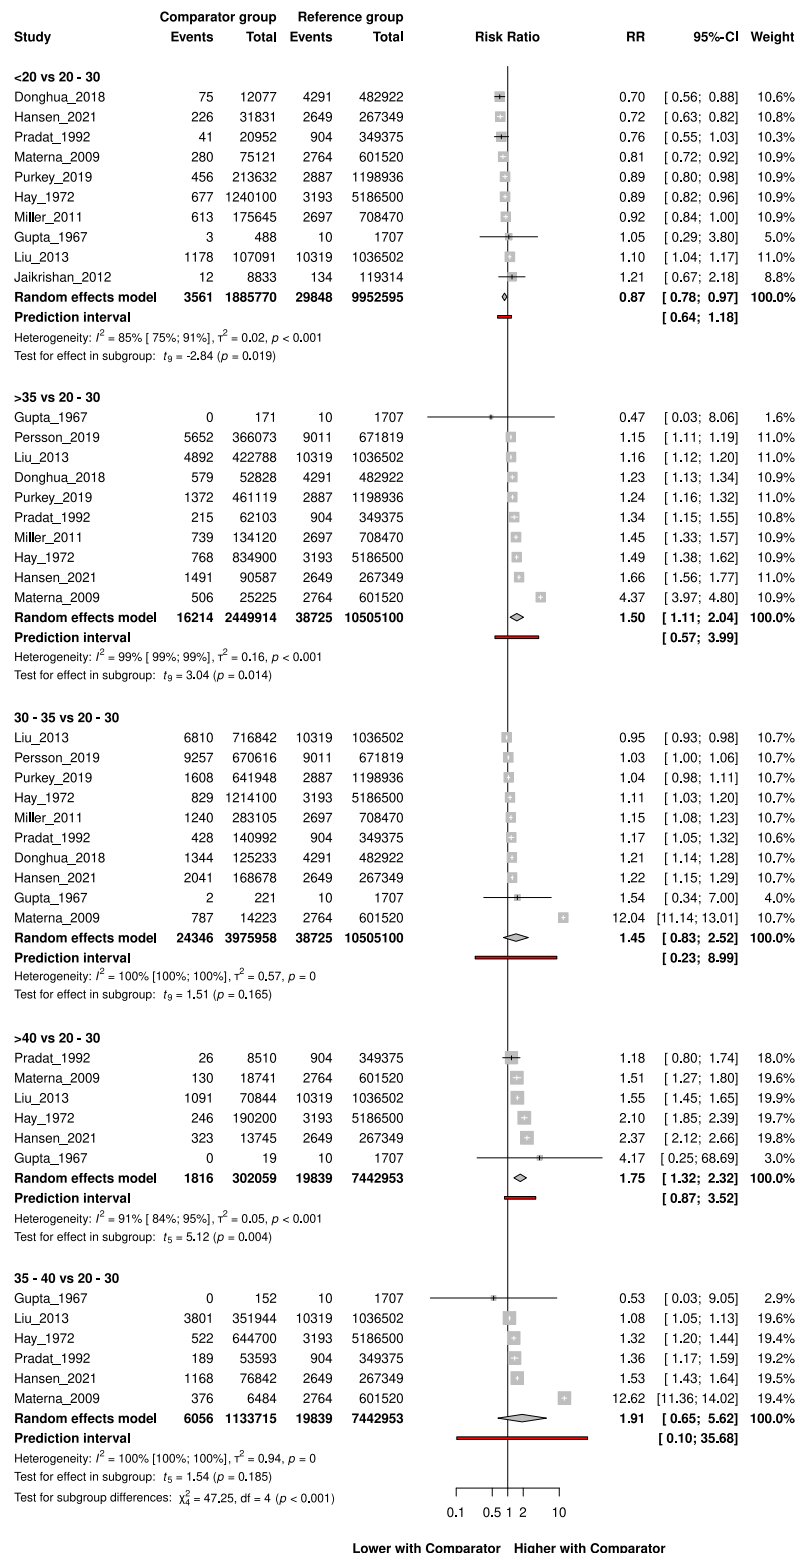 Comparator group Reference group
Study Events Total Events Total Risk Ratio RR 95%-CI Weight
<20 vs 20 - 30
Donghua_2018 75 12077 4291 482922 0.70 [ 0.56; 0.88] 10.6%
Hansen_2021 226 31831 2649 267349 0.72 [ 0.63; 0.82] 10.8%
Pradat_1992 41 20952 904 349375 0.76 [ 0.55; 1.03] 10.2%
Materna_2009 280 75121 2764 601520 0.81 [ 0.72; 0.92] 10.9%
Purkey_2019 456 213632 2887 1198936 0.89 [ 0.80; 0.98] 10.9%
Hay_1972 677 1240100 3193 5186500 0.89 [ 0.82; 0.96] 10.9%
Miller_2011 613 175645 2697 708470 0.92 [ 0.84; 1.00] 10.9%
Gupta_1967 3 488 10 1707 1.05 [ 0.29; 3.80] 5.0%
Liu_2013 1178 107091 10319 1036502 1.10 [ 1.04; 1.17] 11.0%
Jaikrishan_2012 12 8833 134 119314 1.21 [ 0.67; 2.18] 8.8%
Random effects model 3561 1885770 29848 9952595 0.87 [ 0.78; 0.97] 100.0%
Prediction interval [ 0.64; 1.18]
Heterogeneity: I² = 85% [ 75%; 91%], τ² = 0.02, p < 0.001
Test for effect in subgroup: t₉ = -2.84 (p = 0.019)
>35 vs 20 - 30
Gupta_1967 0 171 10 1707 0.47 [ 0.03; 8.06] 1.6%
Persson_2019 5652 366073 9011 671819 1.15 [ 1.11; 1.19] 11.0%
Liu_2013 4892 422788 10319 1036502 1.16 [ 1.12; 1.20] 11.0%
Donghua_2018 579 52828 4291 482922 1.23 [ 1.13; 1.34] 10.9%
Purkey_2019 1372 461119 2887 1198936 1.24 [ 1.16; 1.32] 11.0%
Pradat_1992 215 62103 904 349375 1.34 [ 1.15; 1.55] 10.8%
Miller_2011 739 134120 2697 708470 1.45 [ 1.33; 1.57] 10.9%
Hay_1972 768 834900 3193 5186500 1.49 [ 1.38; 1.62] 10.9%
Hansen_2021 1491 90587 2649 267349 1.66 [ 1.56; 1.77] 11.0%
Materna_2009 506 25225 2764 601520 4.37 [ 3.97; 4.80] 10.9%
Random effects model 16214 2449914 38725 10505100 1.50 [ 1.11; 2.04] 100.0%
Prediction interval [ 0.57; 3.99]
Heterogeneity: I² = 99% [ 99%; 99%], τ² = 0.16, p < 0.001
Test for effect in subgroup: t₉ = 3.04 (p = 0.014)
30 - 35 vs 20 - 30
Liu_2013 6810 716842 10319 1036502 0.95 [ 0.93; 0.98] 10.7%
Persson_2019 9257 670616 9011 671819 1.03 [ 1.00; 1.06] 10.7%
Purkey_2019 1608 641948 2887 1198936 1.04 [ 0.98; 1.11] 10.7%
Hay_1972 829 1214100 3193 5186500 1.11 [ 1.03; 1.20] 10.7%
Miller_2011 1240 283105 2697 708470 1.15 [ 1.08; 1.23] 10.7%
Pradat_1992 428 140992 904 349375 1.17 [ 1.05; 1.32] 10.6%
Donghua_2018 1344 125233 4291 482922 1.21 [ 1.14; 1.28] 10.7%
Hansen_2021 2041 168678 2649 267349 1.22 [ 1.15; 1.29] 10.7%
Gupta_1967 2 221 10 1707 1.54 [ 0.34; 7.00] 4.0%
Materna_2009 787 14223 2764 601520 12.04 [11.14; 13.01] 10.7%
Random effects model 24346 3975958 38725 10505100 1.45 [ 0.83; 2.52] 100.0%
Prediction interval [ 0.23; 8.99]
Heterogeneity: I² = 100% [100%; 100%], τ² = 0.57, p = 0
Test for effect in subgroup: t₉ = 1.51 (p = 0.165)
>40 vs 20 - 30
Pradat_1992 26 8510 904 349375 1.18 [ 0.80; 1.74] 18.0%
Materna_2009 130 18741 2764 601520 1.51 [ 1.27; 1.80] 19.6%
Liu_2013 1091 70844 10319 1036502 1.55 [ 1.45; 1.65] 19.9%
Hay_1972 246 190200 3193 5186500 2.10 [ 1.85; 2.39] 19.7%
Hansen_2021 323 13745 2649 267349 2.37 [ 2.12; 2.66] 19.8%
Gupta_1967 0 19 10 1707 4.17 [ 0.25; 68.69] 3.0%
Random effects model 1816 302059 19839 7442953 1.75 [ 1.32; 2.32] 100.0%
Prediction interval [ 0.87; 3.52]
Heterogeneity: I² = 91% [ 84%; 95%], τ² = 0.05, p < 0.001
Test for effect in subgroup: t₅ = 5.12 (p = 0.004)
35 - 40 vs 20 - 30
Gupta_1967 0 152 10 1707 0.53 [ 0.03; 9.05] 2.9%
Liu_2013 3801 351944 10319 1036502 1.08 [ 1.05; 1.13] 19.6%
Hay_1972 522 644700 3193 5186500 1.32 [ 1.20; 1.44] 19.4%
Pradat_1992 189 53593 904 349375 1.36 [ 1.17; 1.59] 19.2%
Hansen_2021 1168 76842 2649 267349 1.53 [ 1.43; 1.64] 19.5%
Materna_2009 376 6484 2764 601520 12.62 [11.36; 14.02] 19.4%
Random effects model 6056 1133715 19839 7442953 1.91 [ 0.65; 5.62] 100.0%
Prediction interval [ 0.10; 35.68]
Heterogeneity: I² = 100% [100%; 100%], τ² = 0.94, p = 0
Test for effect in subgroup: t₅ = 1.54 (p = 0.185)
Test for subgroup differences: χ²₄ = 47.25, df = 4 (p < 0.001)
0.1 0.5 1 2 10
Lower with Comparator Higher with Comparator